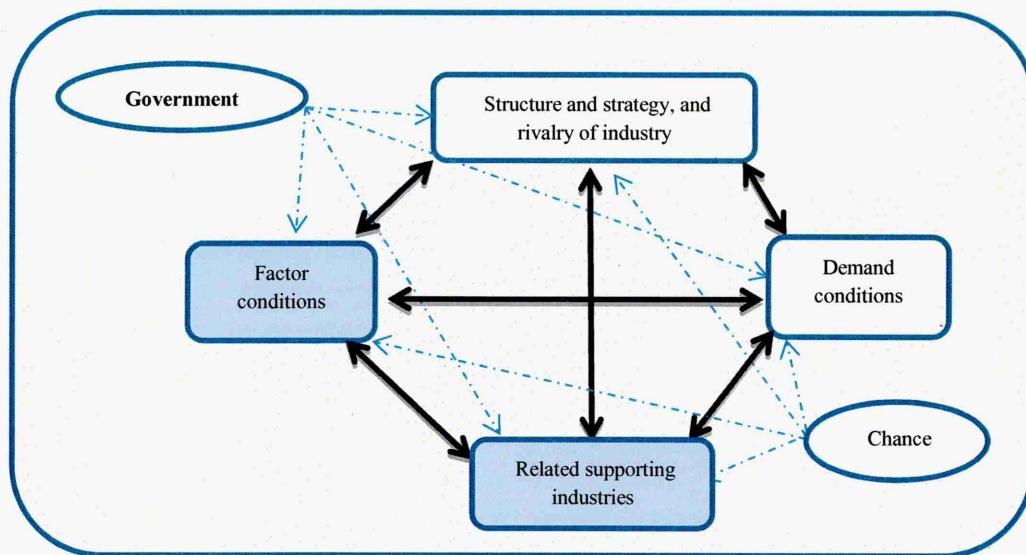 Government
Structure and strategy, and
rivalry of industry
Factor
conditions
Demand
conditions
Chance
Related supporting
industries